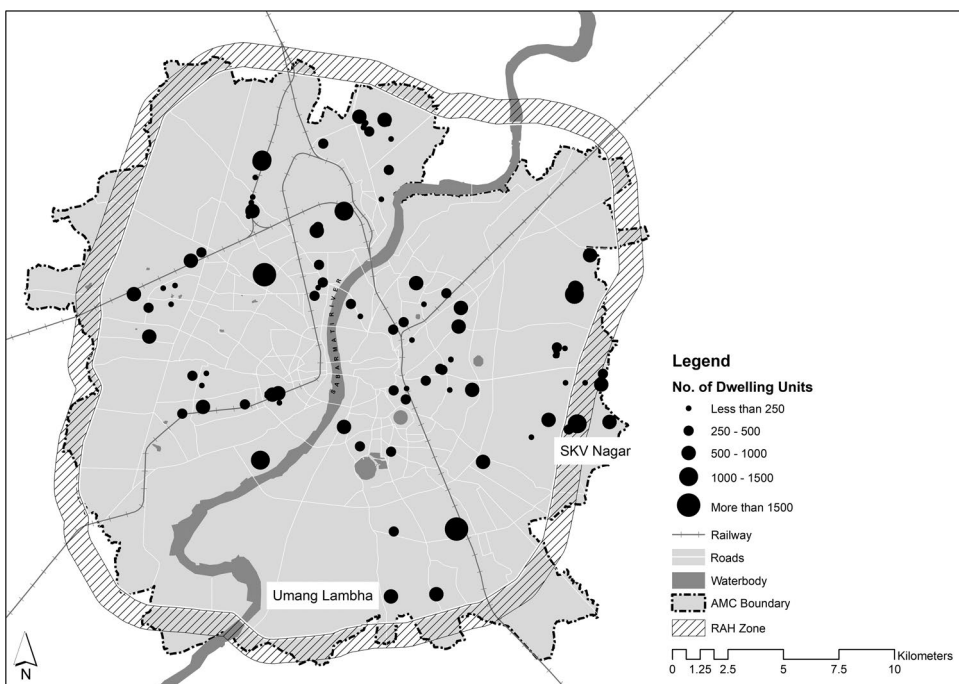 SABARMATI RIVER
SKV Nagar
Umang Lambha
N
Legend
No. of Dwelling Units
Less than 250
250 - 500
500 - 1000
1000 - 1500
More than 1500
Railway
Roads
Waterbody
AMC Boundary
RAH Zone
Kilometers
0 1.25 2.5 5 7.5 10